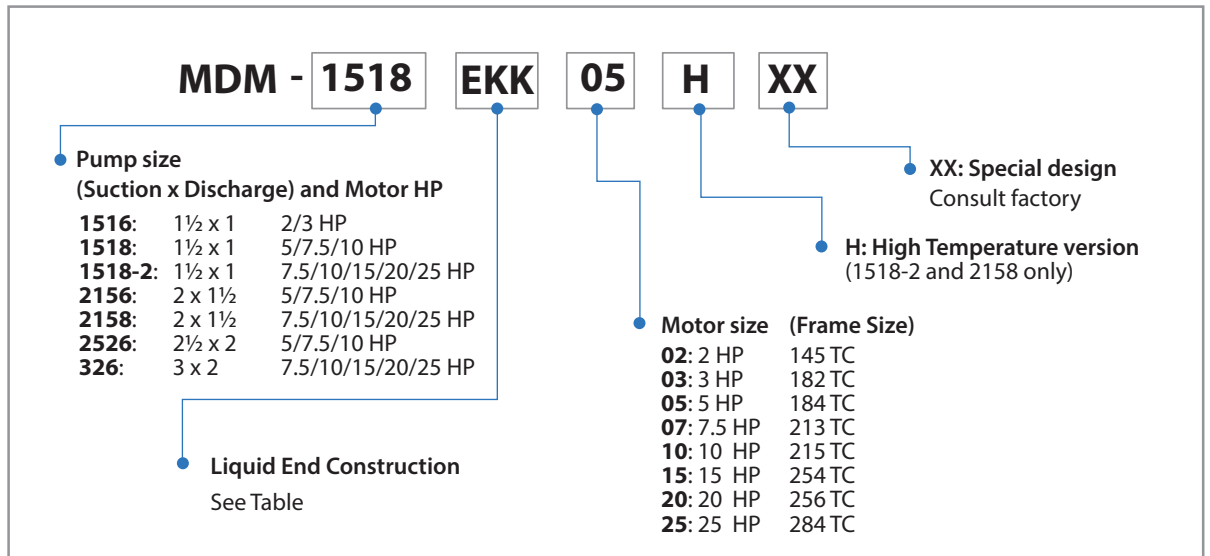 MDM - 1518 EKK 05 H XX
Pump size
(Suction x Discharge) and Motor HP
1516: 1½ x 1 2/3 HP
1518: 1½ x 1 5/7.5/10 HP
1518-2: 1½ x 1 7.5/10/15/20/25 HP
2156: 2 x 1½ 5/7.5/10 HP
2158: 2 x 1½ 7.5/10/15/20/25 HP
2526: 2½ x 2 5/7.5/10 HP
326: 3 x 2 7.5/10/15/20/25 HP
Liquid End Construction
See Table
Motor size (Frame Size)
02: 2 HP 145 TC
03: 3 HP 182 TC
05: 5 HP 184 TC
07: 7.5 HP 213 TC
10: 10 HP 215 TC
15: 15 HP 254 TC
20: 20 HP 256 TC
25: 25 HP 284 TC
H: High Temperature version
(1518-2 and 2158 only)
XX: Special design
Consult factory